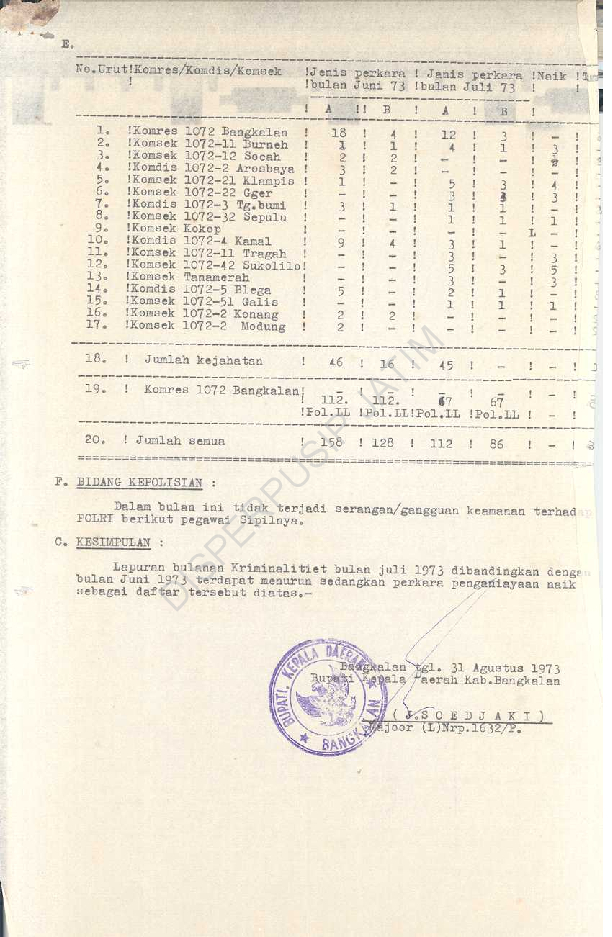 E.
No.Urut!Komres/Komdis/Komsek !Jenis perkara ! Janis perkara !Naik !
! !bulan Juni 73 !bulan Juli 73 ! !
! A !! B ! A ! B !
1. !Komres 1072 Bangkalan ! 18 ! 4 ! 12 ! 3 ! - !
2. !Komsek 1072-11 Burneh ! 1 ! 1 ! 4 ! 1 ! 3 !
3. !Komsek 1072-12 Socah ! 2 ! 2 ! - ! - ! !
4. !Komdis 1072-2 Arosbaya ! 3 ! 2 ! - ! - ! - !
5. !Komsek 1072-21 Klampis ! 1 ! - ! 5 ! 3 ! 4 !
6. !Komsek 1072-22 Gger ! - ! - ! 3 ! 3 ! 3 !
7. !Komdis 1072-3 Tg.bumi ! 3 ! 1 ! 1 ! 1 ! - !
8. !Komsek 1072-32 Sepulu ! - ! - ! 1 ! 1 ! 1 !
9. !Komsek Kokop ! - ! - ! - ! - L - !
10. !Komdis 1072-4 Kamal ! 9 ! 4 ! 3 ! 1 ! - !
11. !Komsek 1072-11 Tragah ! - ! - ! 3 ! - ! 3 !
12. !Komsek 1072-42 Sukolilo! - ! - ! 5 ! 3 ! 5 !
13. !Komsek Tanamerah ! - ! - ! 3 ! - ! 3 !
14. !Komdis 1072-5 Blega ! 5 ! - ! 2 ! 1 ! - !
15. !Komsek 1072-51 Galis ! - ! - ! 1 ! 1 ! 1 !
16. !Komsek 1072-2 Konang ! 2 ! 2 ! - ! - ! - !
17. !Komsek 1072-2 Modung ! 2 ! - ! - ! - ! - !
18. ! Jumlah kejahatan ! 46 ! 16 ! 45 ! - ! - !
19. ! Komres 1072 Bangkalan! - - - -
112. ! 112. ! 67 ! 67 ! - !
!Pol.LL !Pol.LL!Pol.LL !Pol.LL !
20. ! Jumlah semua ! 158 ! 128 ! 112 ! 86 ! - !
F. BIDANG KEPOLISIAN :
Dalam bulan ini tidak terjadi serangan/gangguan keamanan terhadap
POLRI berikut pegawai Sipilnya.
G. KESIMPULAN :
Lapuran bulanan Kriminalitiet bulan juli 1973 dibandingkan dengan
bulan Juni 1973 terdapat menurun sedangkan perkara penganiayaan naik
sebagai daftar tersebut diatas.-
Bangkalan tgl. 31 Agustus 1973
Bupati Kepala Daerah Kab.Bangkalan
( J.SOEDJAKI )
Majoor (L)Nrp.1632/P.
BUPATI KEPALA DAERAH
BANGKALAN
DISPERPUSIP JATIM